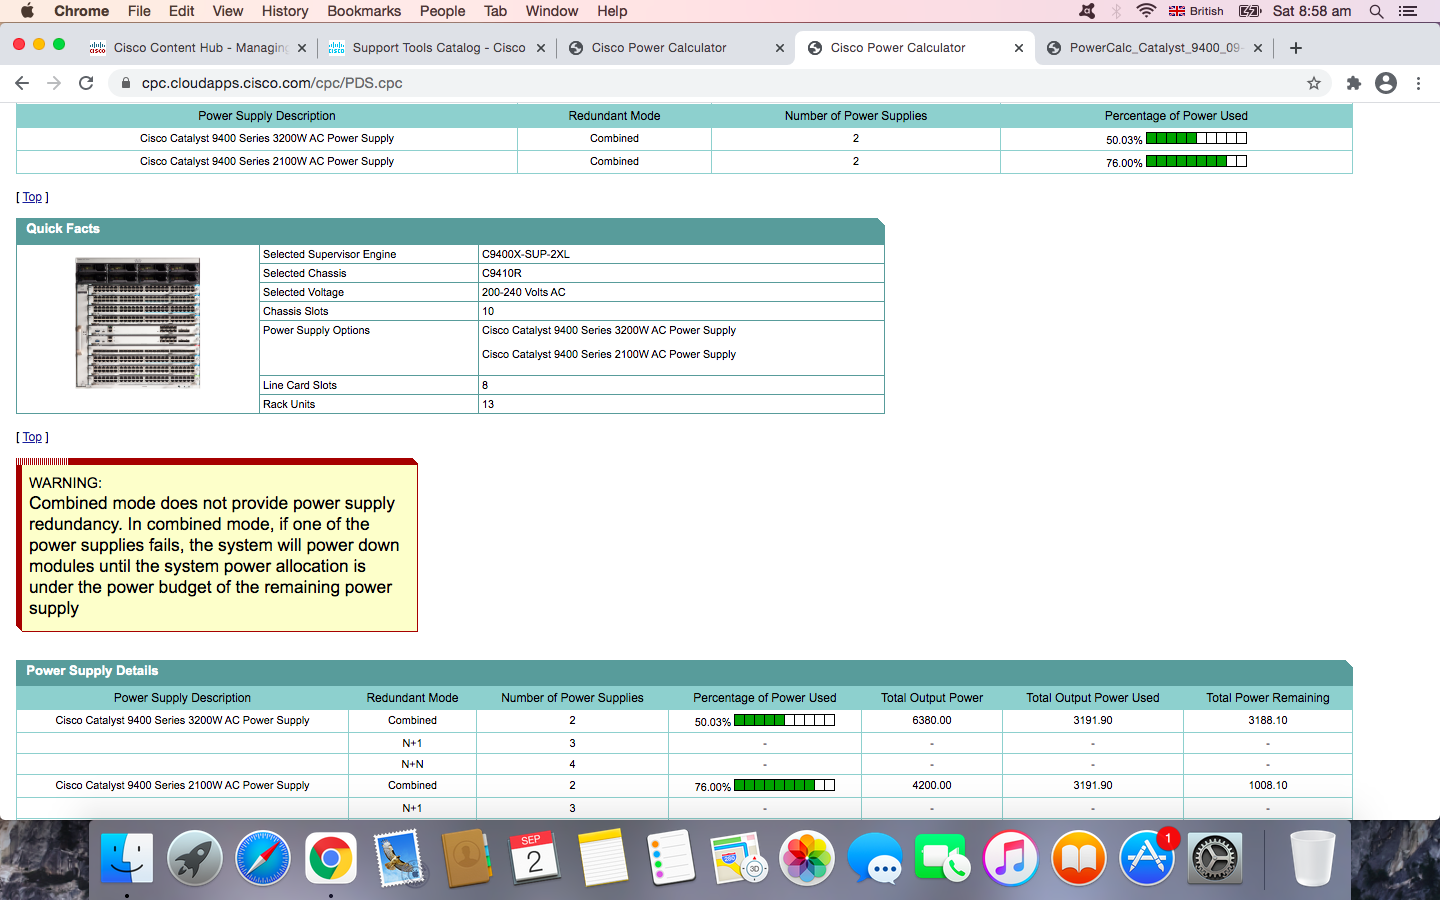 Chrome File Edit View History Bookmarks People Tab Window Help British Sat 8:58 am
Cisco Content Hub - Managing Support Tools Catalog - Cisco Cisco Power Calculator Cisco Power Calculator PowerCalc_Catalyst_9400_09-
cpc.cloudapps.cisco.com/cpc/PDS.cpc
Power Supply Description Redundant Mode Number of Power Supplies Percentage of Power Used
Cisco Catalyst 9400 Series 3200W AC Power Supply Combined 2 50.03%
Cisco Catalyst 9400 Series 2100W AC Power Supply Combined 2 76.00%
[ Top ]
Quick Facts
Selected Supervisor Engine C9400X-SUP-2XL
Selected Chassis C9410R
Selected Voltage 200-240 Volts AC
Chassis Slots 10
Power Supply Options Cisco Catalyst 9400 Series 3200W AC Power Supply
Cisco Catalyst 9400 Series 2100W AC Power Supply
Line Card Slots 8
Rack Units 13
[ Top ]
WARNING:
Combined mode does not provide power supply
redundancy. In combined mode, if one of the
power supplies fails, the system will power down
modules until the system power allocation is
under the power budget of the remaining power
supply
Power Supply Details
Power Supply Description Redundant Mode Number of Power Supplies Percentage of Power Used Total Output Power Total Output Power Used Total Power Remaining
Cisco Catalyst 9400 Series 3200W AC Power Supply Combined 2 50.03% 6380.00 3191.90 3188.10
N+1 3 - - - -
N+N 4 - - - -
Cisco Catalyst 9400 Series 2100W AC Power Supply Combined 2 76.00% 4200.00 3191.90 1008.10
N+1 3 - - - -
SEP
2
3D
1